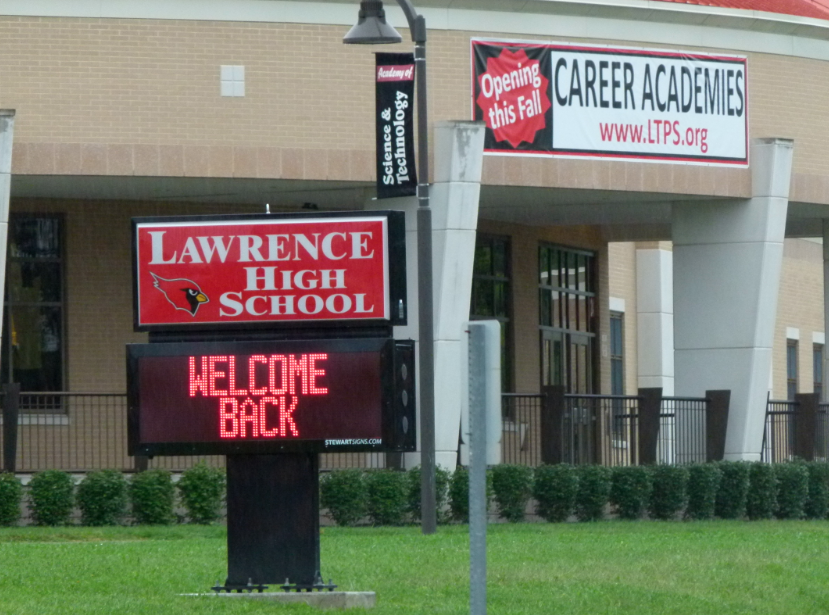 Opening
this Fall
CAREER ACADEMIES
www.LTPS.org
Academy of
Science &
Technology
LAWRENCE
HIGH
SCHOOL
WELCOME
BACK
STEWARTSIGNS.COM